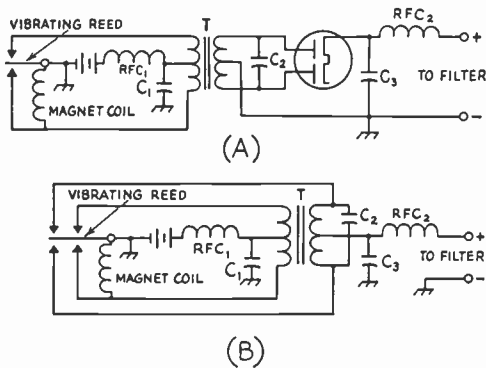 VIBRATING REED
T
RFC₂
RFC₁
C₁
C₂
C₃
+
TO FILTER
−
MAGNET COIL
(A)
VIBRATING REED
T
C₂
RFC₂
+
RFC₁
C₁
C₃
TO FILTER
−
MAGNET COIL
(B)